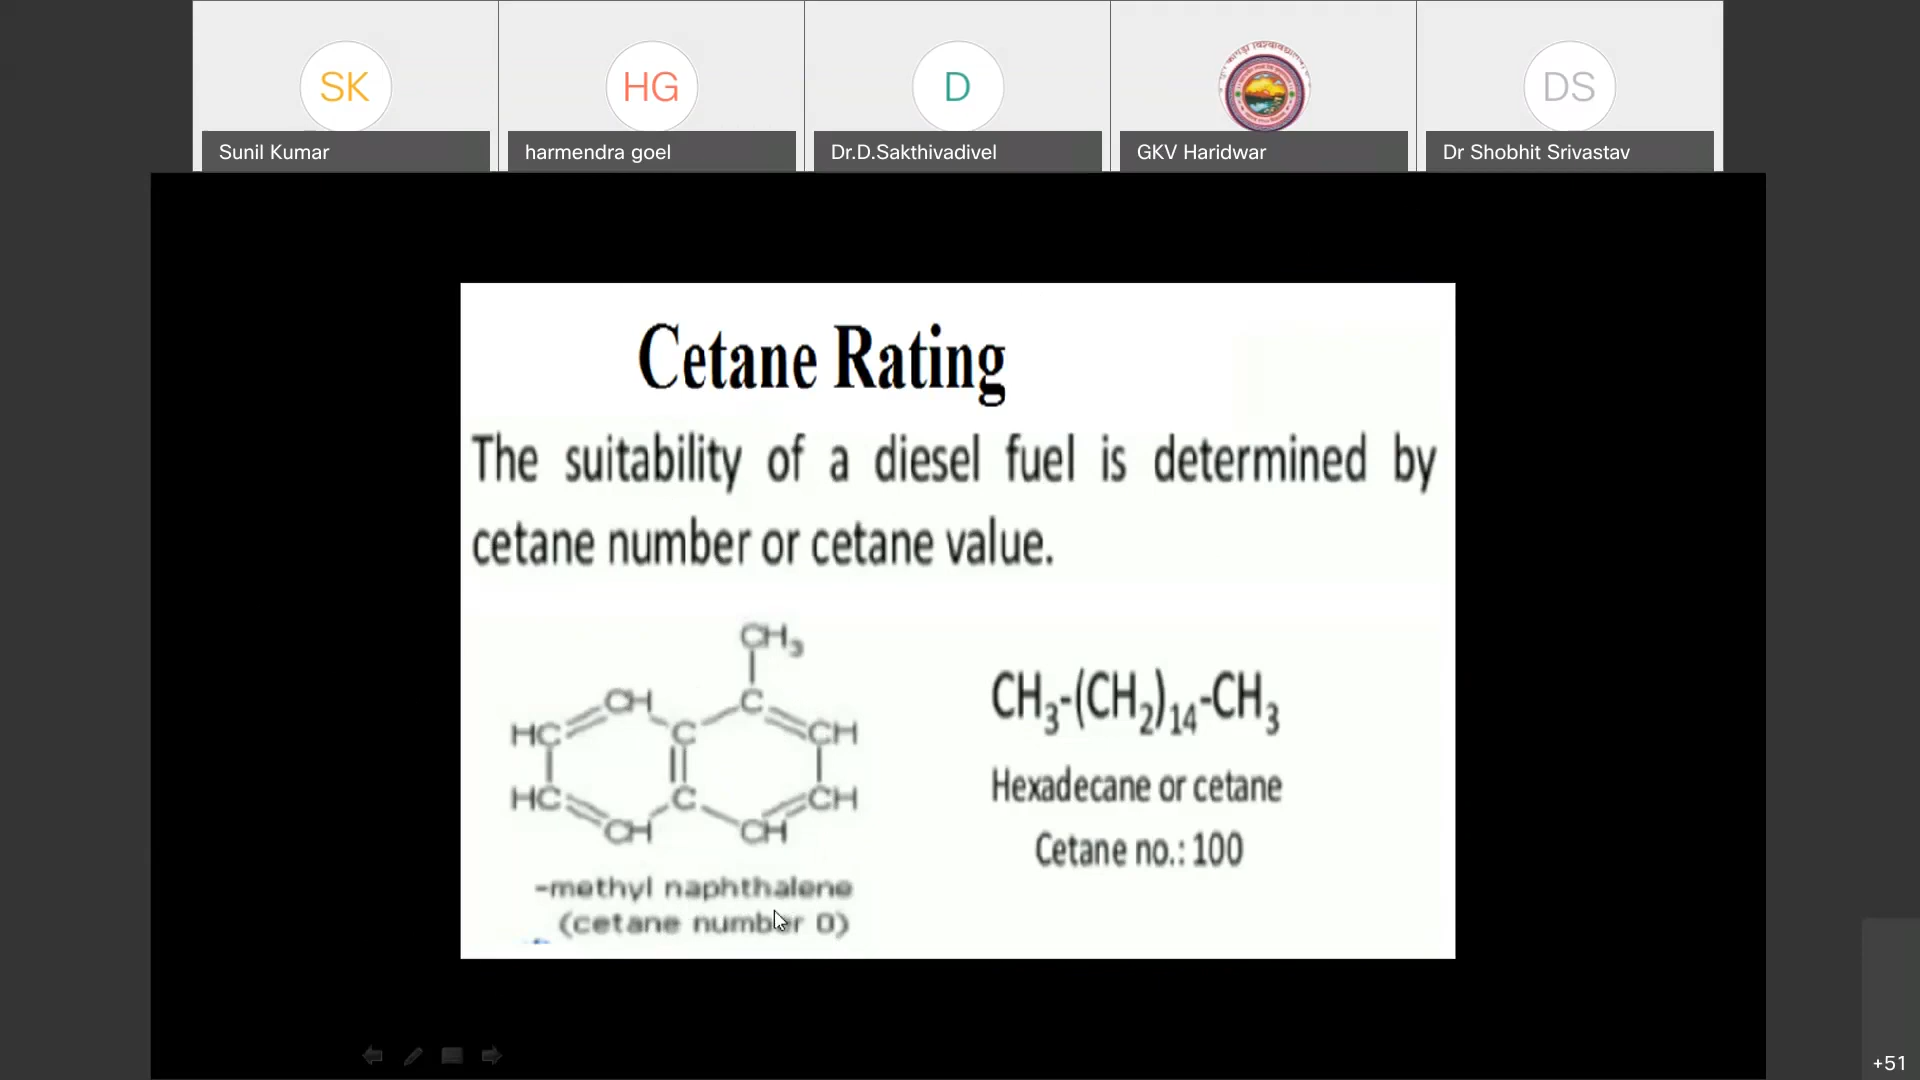 SK
HG
D
DS
Sunil Kumar
harmendra goel
Dr.D.Sakthivadivel
GKV Haridwar
Dr Shobhit Srivastav
Cetane Rating
The suitability of a diesel fuel is determined by
cetane number or cetane value.
CH3
CH C
HC C CH
HC C CH
CH CH
-methyl naphthalene
(cetane number 0)
CH3-(CH2)14-CH3
Hexadecane or cetane
Cetane no.: 100
+51